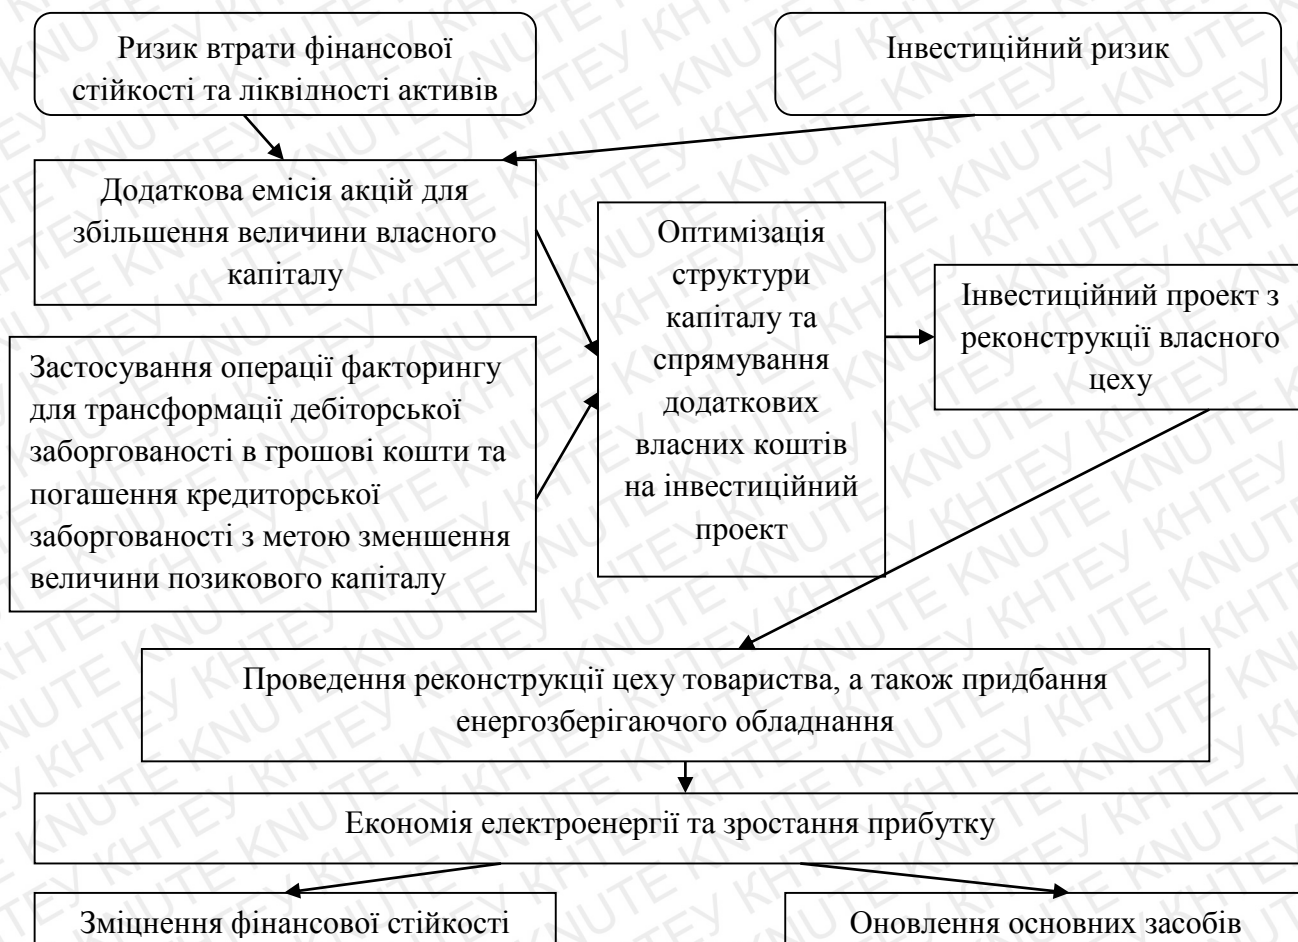 Ризик втрати фінансової
стійкості та ліквідності активів
Інвестиційний ризик
Додаткова емісія акцій для
збільшення величини власного
капіталу
Застосування операції факторингу
для трансформації дебіторської
заборгованості в грошові кошти та
погашення кредиторської
заборгованості з метою зменшення
величини позикового капіталу
Оптимізація
структури
капіталу та
спрямування
додаткових
власних коштів
на інвестиційний
проект
Інвестиційний проект з
реконструкції власного
цеху
Проведення реконструкції цеху товариства, а також придбання
енергозберігаючого обладнання
Економія електроенергії та зростання прибутку
Зміцнення фінансової стійкості
Оновлення основних засобів